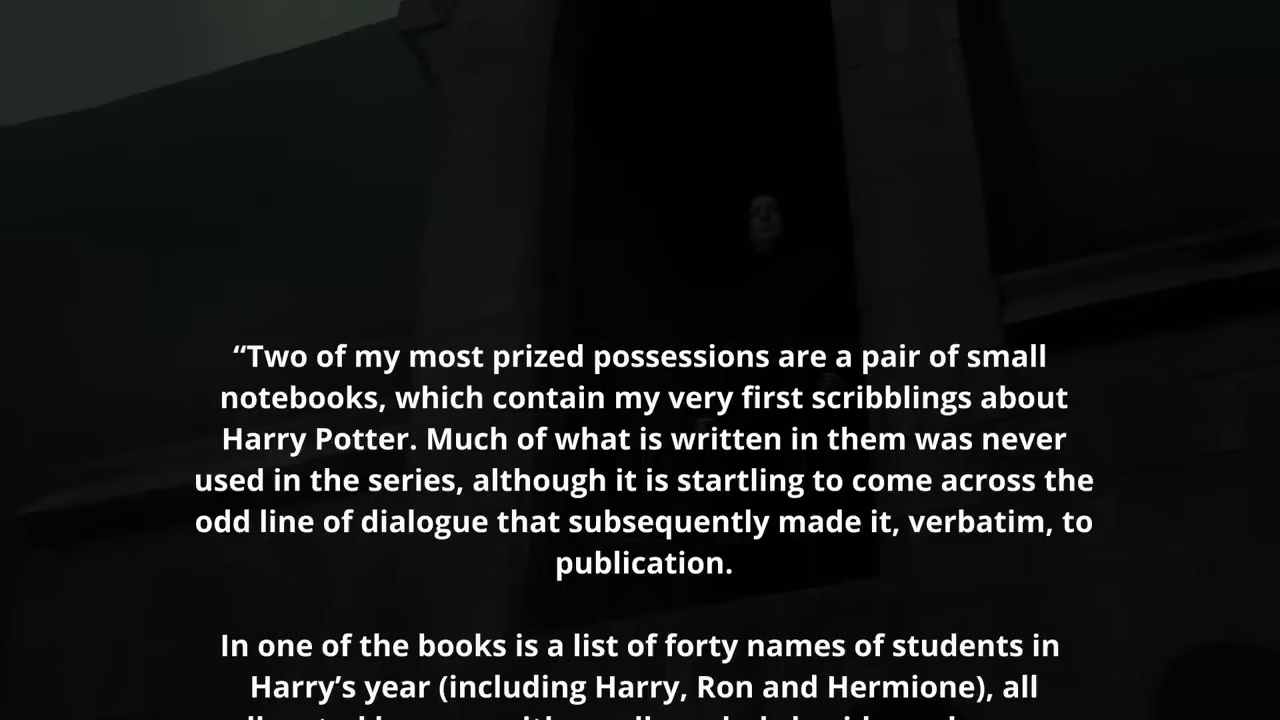 “Two of my most prized possessions are a pair of small
notebooks, which contain my very first scribblings about
Harry Potter. Much of what is written in them was never
used in the series, although it is startling to come across the
odd line of dialogue that subsequently made it, verbatim, to
publication.
In one of the books is a list of forty names of students in
Harry’s year (including Harry, Ron and Hermione), all